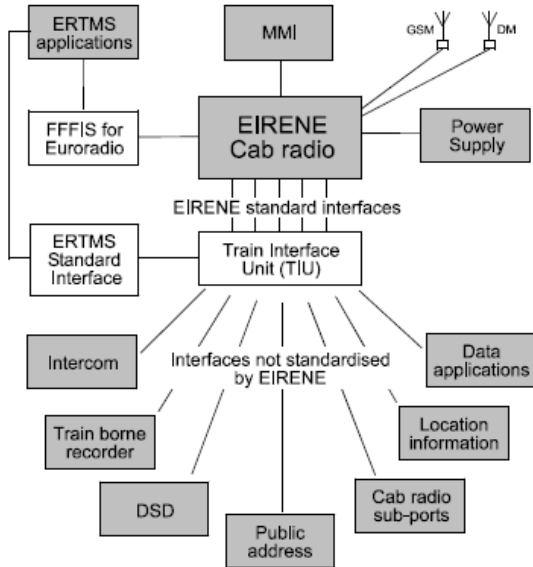 ERTMS
applications
MMI
GSM
DM
FFFIS for
Euroradio
EIRENE
Cab radio
Power
Supply
EIRENE standard interfaces
ERTMS
Standard
Interface
Train Interface
Unit (TIU)
Intercom
Interfaces not standardised
by EIRENE
Data
applications
Train borne
recorder
Location
information
DSD
Cab radio
sub-ports
Public
address